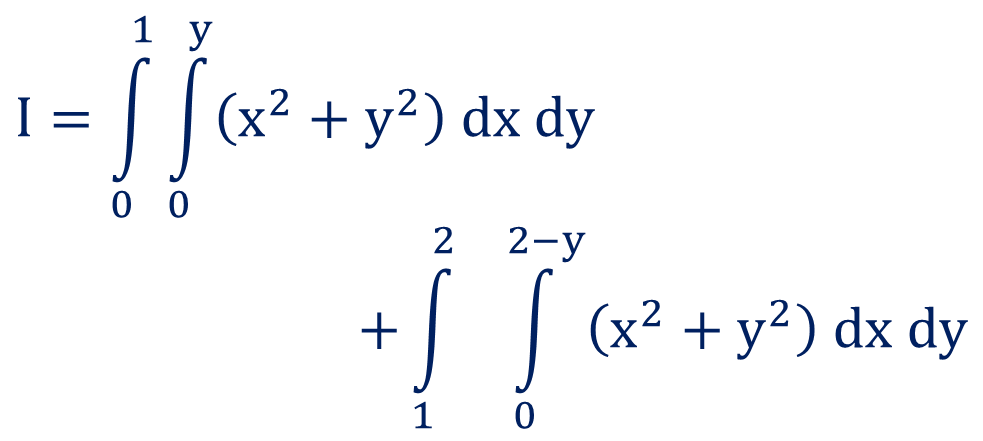 I = ∫₀¹ ∫₀ʸ (x² + y²) dx dy
+ ∫₁² ∫₀²⁻ʸ (x² + y²) dx dy